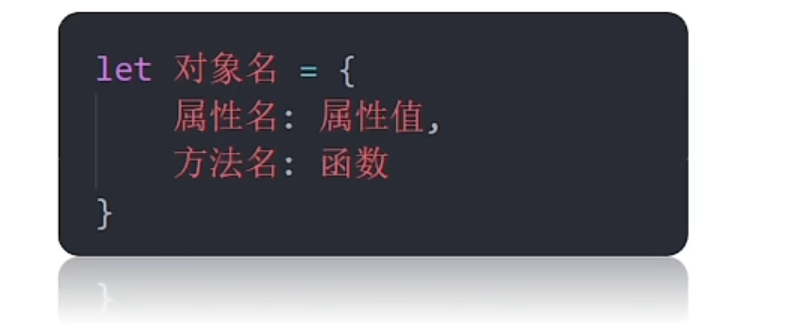 let 对象名 = {
    属性名: 属性值,
    方法名: 函数
}